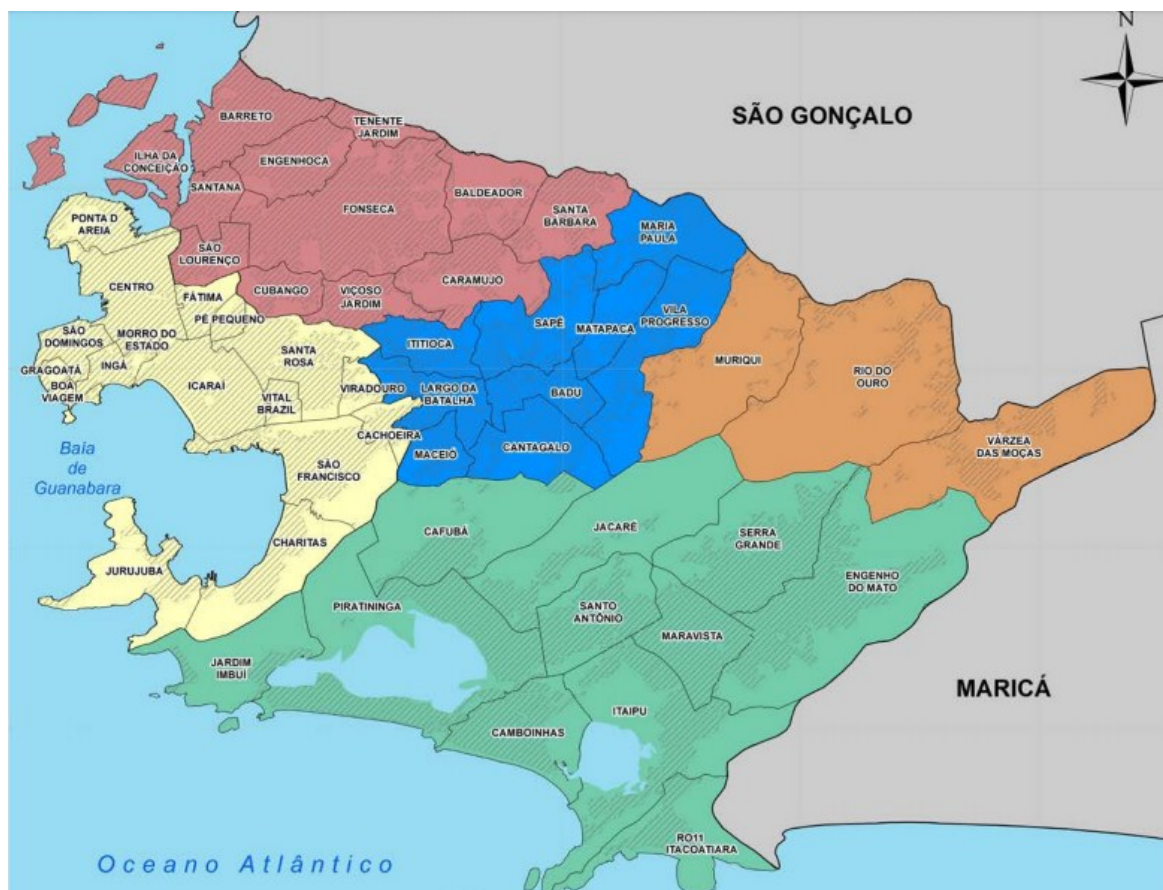 N
SÃO GONÇALO
BARRETO
TENENTE
JARDIM
ILHA DA
CONCEIÇÃO
ENGENHOCA
SANTANA
BALDEADOR
FONSECA
SANTA
BÁRBARA
PONTA D
AREIA
SÃO
LOURENÇO
MARIA
PAULA
CENTRO
CUBANGO
VIÇOSO
JARDIM
CARAMUJO
FÁTIMA
PÉ PEQUENO
SAPÊ
MATAPACA
VILA
PROGRESSO
SÃO
DOMINGOS
MORRO DO
ESTADO
ITITIOCA
GRAGOATÁ
INGÁ
BOA
VIAGEM
ICARAÍ
SANTA
ROSA
VITAL
BRAZIL
VIRADOURO
LARGO DA
BATALHA
BADU
MURIQUI
RIO DO
OURO
CACHOEIRA
MACEIÓ
CANTAGALO
VÁRZEA
DAS MOÇAS
Baía
de
Guanabara
SÃO
FRANCISCO
CHARITAS
JURUJUBA
CAFUBÁ
JACARÉ
SERRA
GRANDE
ENGENHO
DO MATO
PIRATININGA
SANTO
ANTÔNIO
MARAVISTA
JARDIM
IMBUÍ
MARICÁ
ITAIPU
CAMBOINHAS
RO11
ITACOATIARA
Oceano Atlântico